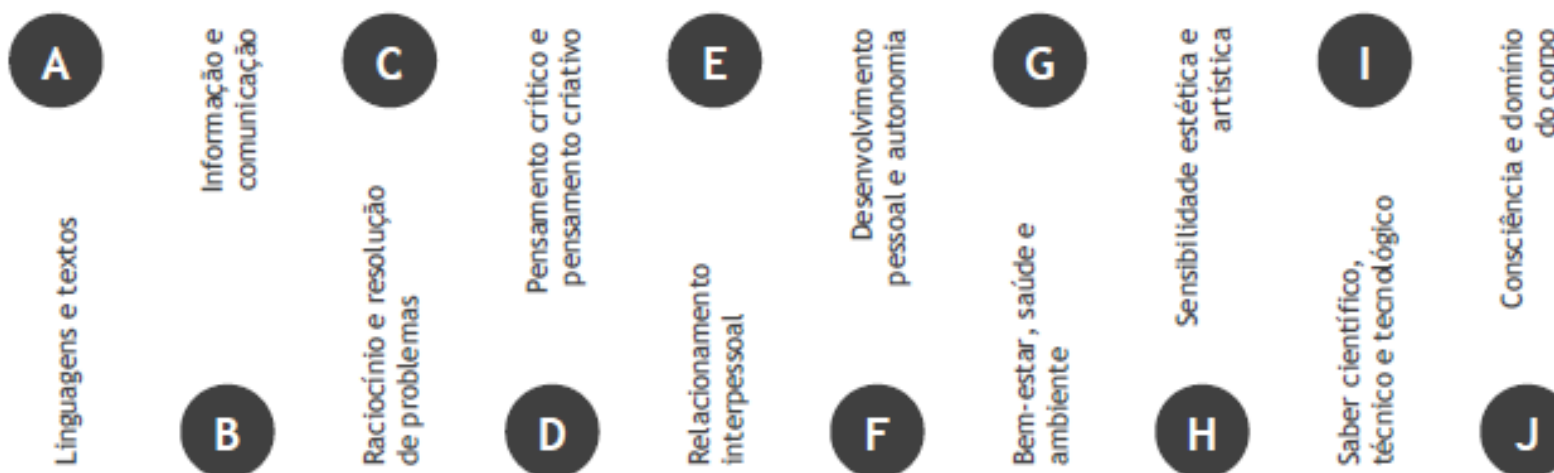 A
Linguagens e textos
Informação e
comunicação
B
C
Raciocínio e resolução
de problemas
Pensamento crítico e
pensamento criativo
D
E
Relacionamento
interpessoal
Desenvolvimento
pessoal e autonomia
F
G
Bem-estar, saúde e
ambiente
Sensibilidade estética e
artística
H
I
Saber científico,
técnico e tecnológico
Consciência e domínio
do corpo
J